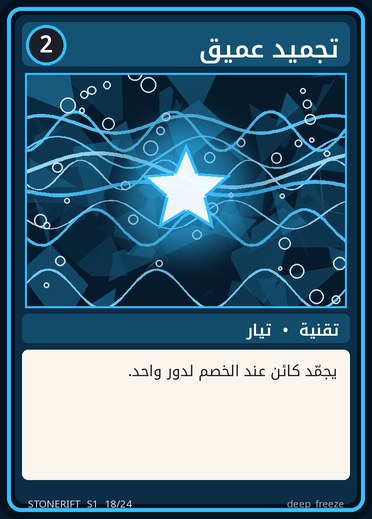 2
تجميد عميق
تقنية • تيار
يجمّد كائن عند الخصم لدور واحد.
STONERIFT S1 18/24
deep_freeze